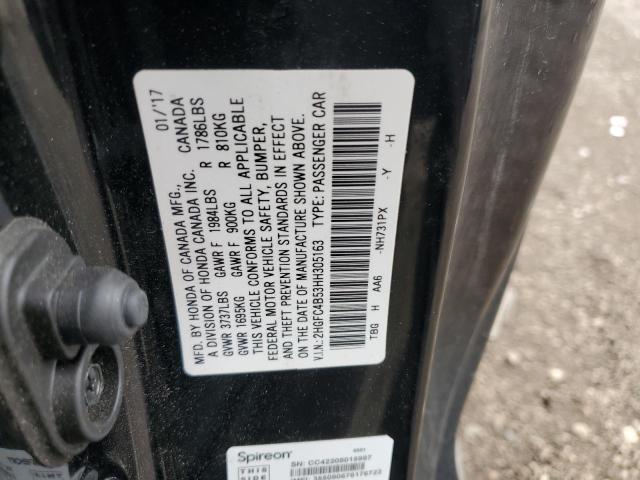 MFD. BY HONDA OF CANADA MFG., 01/'17
A DIVISION OF HONDA CANADA INC. CANADA
GVWR 3737LBS GAWR F 1984LBS R 1786LBS
GVWR 1695KG GAWR F 900KG R 810KG
THIS VEHICLE CONFORMS TO ALL APPLICABLE
FEDERAL MOTOR VEHICLE SAFETY, BUMPER,
AND THEFT PREVENTION STANDARDS IN EFFECT
ON THE DATE OF MANUFACTURE SHOWN ABOVE.
V.I.N.: 2HGFC4B53HH305163 TYPE: PASSENGER CAR
TBG H AA6 -NH731PX -Y -H
Spireon
THIS
SIDE